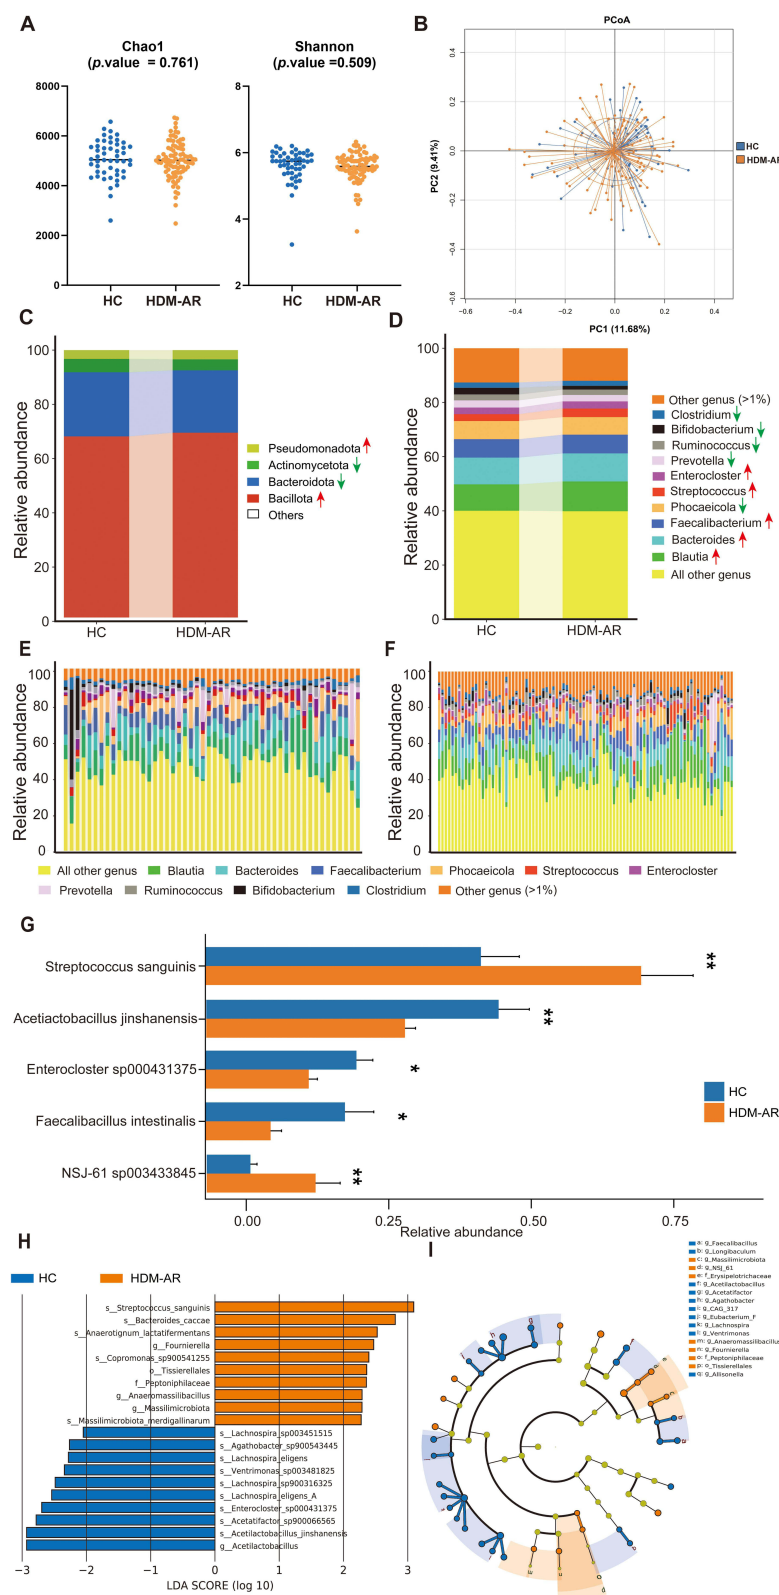 A
Chao1
(p.value = 0.761)
Shannon
(p.value =0.509)
8000
6000
4000
2000
0
HC
HDM-AR
8
6
4
2
HC
HDM-AR
B
PCoA
0.4
0.2
0.0
−0.2
−0.4
−0.6
PC2 (9.41%)
−0.6
−0.4
−0.2
0.0
0.2
0.4
PC1 (11.68%)
HC
HDM-AR
C
Relative abundance
100
80
60
40
20
0
HC
HDM-AR
Pseudomonadota
Actinomycetota
Bacteroidota
Bacillota
Others
D
Relative abundance
100
80
60
40
20
0
HC
HDM-AR
Other genus (>1%)
Clostridium
Bifidobacterium
Ruminococcus
Prevotella
Enterocloster
Streptococcus
Phocaeicola
Faecalibacterium
Bacteroides
Blautia
All other genus
E
Relative abundance
100
80
60
40
20
0
F
Relative abundance
100
80
60
40
20
0
All other genus
Blautia
Bacteroides
Faecalibacterium
Phocaeicola
Streptococcus
Enterocloster
Prevotella
Ruminococcus
Bifidobacterium
Clostridium
Other genus (>1%)
G
Streptococcus sanguinis
**
Acetiactobacillus jinshanensis
**
Enterocloster sp000431375
*
Faecalibacillus intestinalis
*
NSJ-61 sp003433845
**
HC
HDM-AR
0.00
0.25
0.50
0.75
Relative abundance
H
HC
HDM-AR
s__Streptococcus_sanguinis
s__Bacteroides_caccae
s__Anaerotignum_lactatifermentans
g__Fournierella
s__Copromonas_sp900541255
o__Tissierellales
f__Peptoniphilaceae
g__Anaeromassilibacillus
g__Massilimicrobiota
s__Massilimicrobiota_merdigallinarum
s__Lachnospira_sp003451515
s__Agathobacter_sp900543445
s__Lachnospira_eligens
s__Ventrimonas_sp003481825
s__Lachnospira_sp900316325
s__Lachnospira_eligens_A
s__Enterocloster_sp000431375
s__Acetatifactor_sp900066565
s__Acetilactobacillus_jinshanensis
g__Acetilactobacillus
−3
−2
−1
0
1
2
3
LDA SCORE (log 10)
I
a: g_Faecalibacillus
b: g_Longibaculum
c: g_Massilimicrobiota
d: g_NSJ_61
e: f_Erysipelotrichaceae
f: g_Acetilactobacillus
g: g_Acetatifactor
h: g_Agathobacter
i: g_CAG_317
j: g_Eubacterium_F
k: g_Lachnospira
l: g_Ventrimonas
m: g_Anaeromassilibacillus
n: g_Fournierella
o: f_Peptoniphilaceae
p: o_Tissierellales
q: g_Allisonella